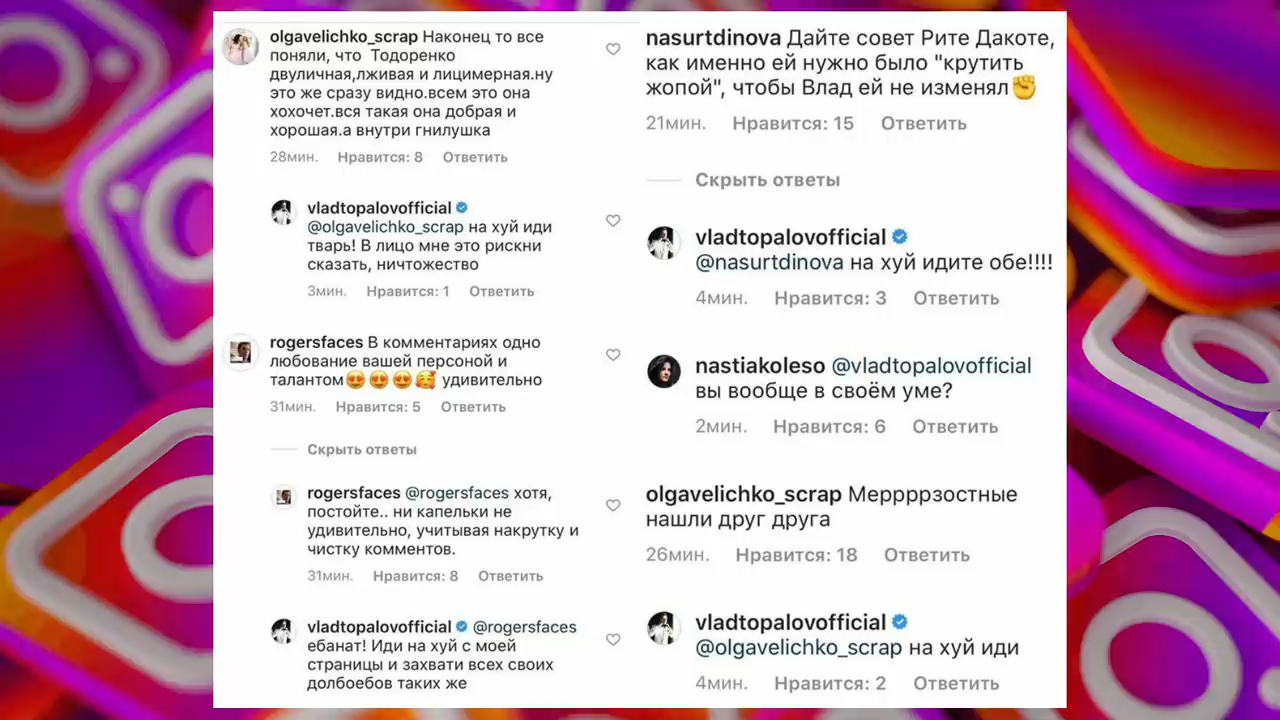 olgavelichko_scrap Наконец то все
поняли, что Тодоренко
двуличная,лживая и лицимерная.ну
это же сразу видно.всем это она
хохочет.вся такая она добрая и
хорошая.а внутри гнилушка
28мин. Нравится: 8 Ответить
vladtopalovofficial
@olgavelichko_scrap на хуй иди
тварь! В лицо мне это рискни
сказать, ничтожество
3мин. Нравится: 1 Ответить
rogersfaces В комментариях одно
любование вашей персоной и
талантом😍😍😍🥰 удивительно
31мин. Нравится: 5 Ответить
Скрыть ответы
rogersfaces @rogersfaces хотя,
постойте.. ни капельки не
удивительно, учитывая накрутку и
чистку комментов.
31мин. Нравится: 8 Ответить
vladtopalovofficial @rogersfaces
ебанат! Иди на хуй с моей
страницы и захвати всех своих
долбоебов таких же
nasurtdinova Дайте совет Рите Дакоте,
как именно ей нужно было "крутить
жопой", чтобы Влад ей не изменял✊
21мин. Нравится: 15 Ответить
Скрыть ответы
vladtopalovofficial
@nasurtdinova на хуй идите обе!!!!
4мин. Нравится: 3 Ответить
nastiakoleso @vladtopalovofficial
вы вообще в своём уме?
2мин. Нравится: 6 Ответить
olgavelichko_scrap Меррррзостные
нашли друг друга
26мин. Нравится: 18 Ответить
vladtopalovofficial
@olgavelichko_scrap на хуй иди
4мин. Нравится: 2 Ответить